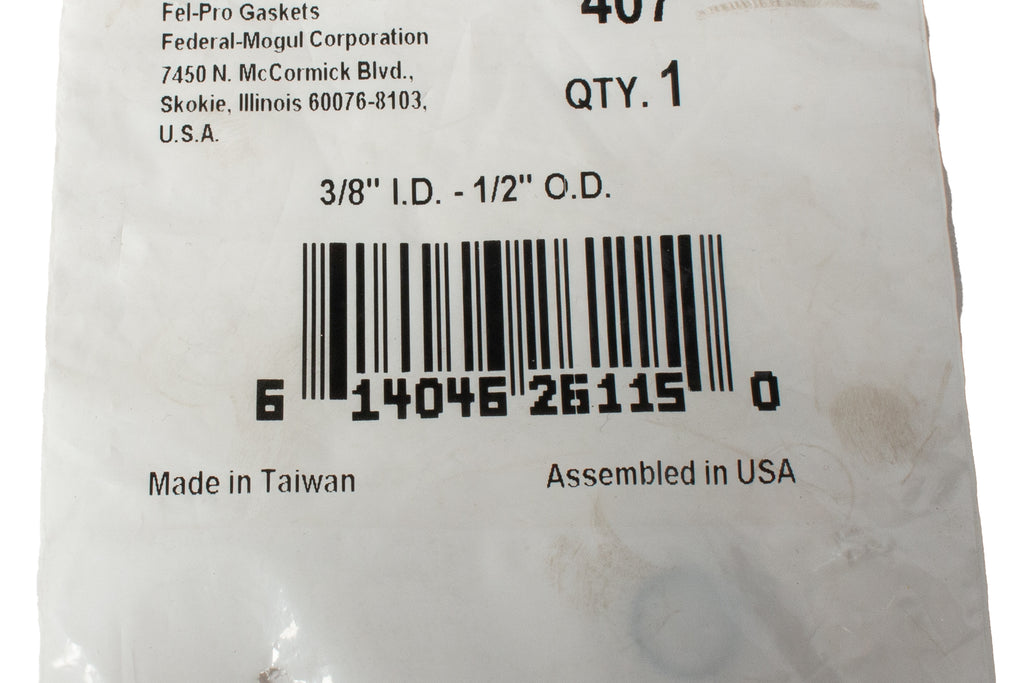 Fel-Pro Gaskets
Federal-Mogul Corporation
7450 N. McCormick Blvd.,
Skokie, Illinois 60076-8103,
U.S.A.
407
QTY. 1
3/8" I.D. - 1/2" O.D.
6 14046 26115 0
Made in Taiwan
Assembled in USA